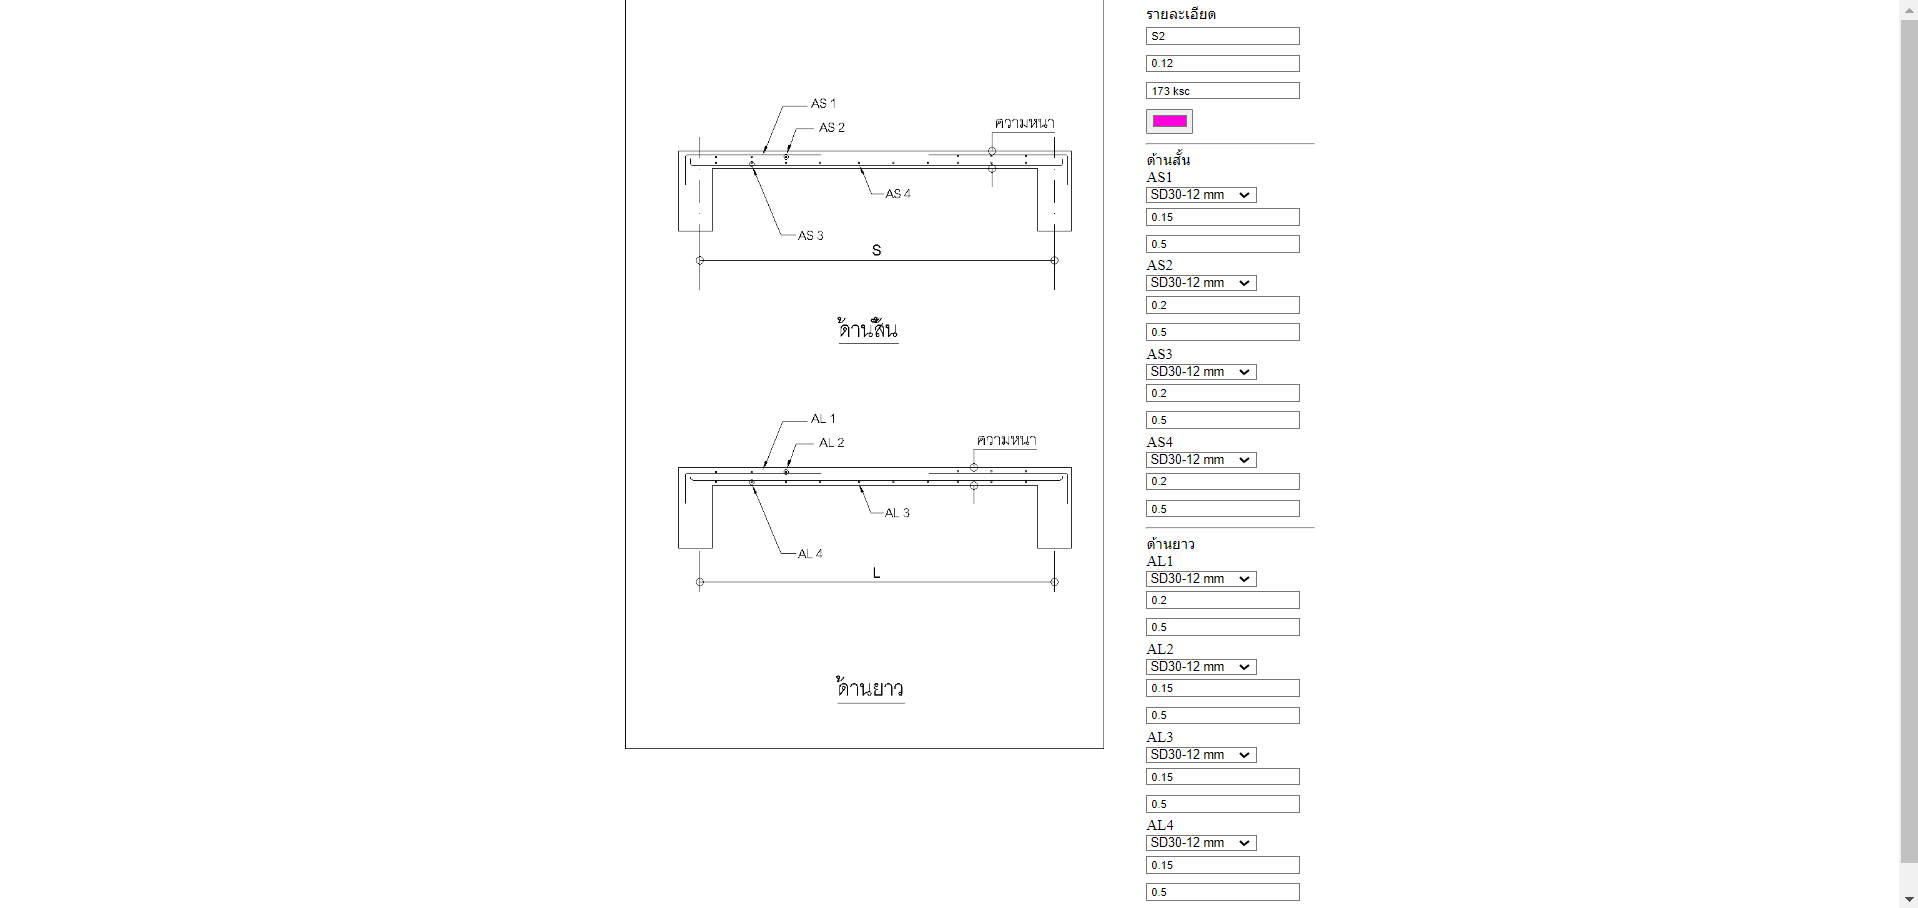 AS 1
AS 2
ความหนา
AS 4
AS 3
S
ด้านสั้น
AL 1
AL 2
ความหนา
AL 3
AL 4
L
ด้านยาว
รายละเอียด
S2
0.12
173 ksc
ด้านสั้น
AS1
SD30-12 mm
0.15
0.5
AS2
SD30-12 mm
0.2
0.5
AS3
SD30-12 mm
0.2
0.5
AS4
SD30-12 mm
0.2
0.5
ด้านยาว
AL1
SD30-12 mm
0.2
0.5
AL2
SD30-12 mm
0.15
0.5
AL3
SD30-12 mm
0.15
0.5
AL4
SD30-12 mm
0.15
0.5